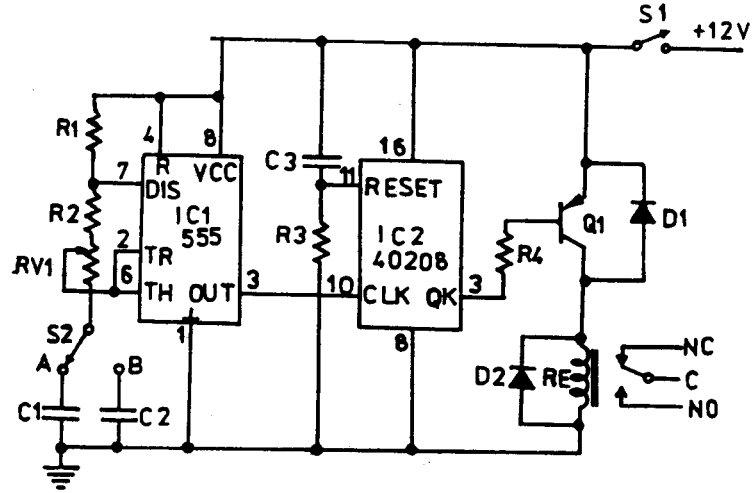 S1
+12V
R1
4
8
R
VCC
7
DIS
IC1
555
R2
2
TR
RV1
6
TH
OUT
3
1
S2
A
B
C1
C2
C3
11
RESET
16
IC2
40208
R3
10
CLK
QK
3
8
R4
Q1
D1
D2
RE
NC
C
NO